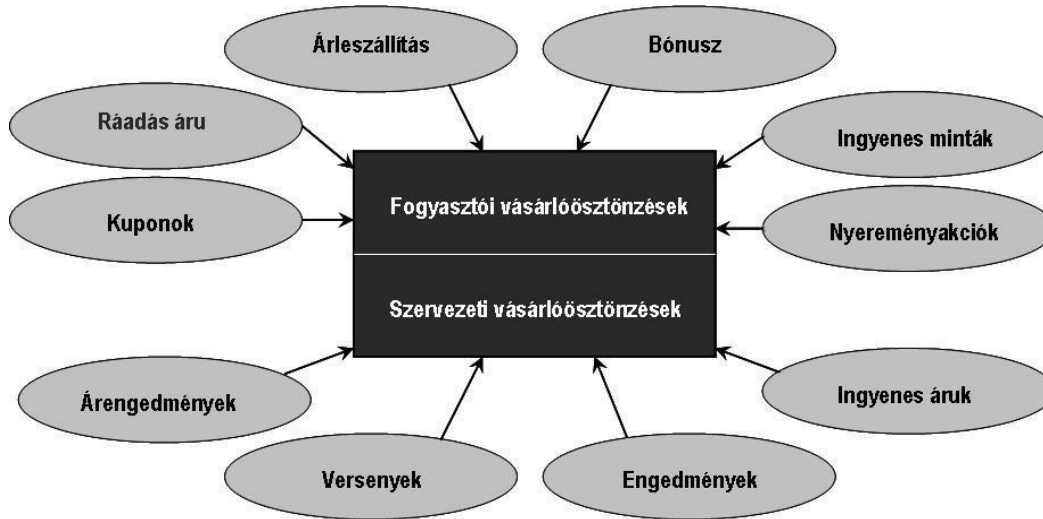 Árleszállítás
Bónusz
Ráadás áru
Ingyenes minták
Kuponok
Fogyasztói vásárlóösztönzések
Nyereményakciók
Szervezeti vásárlóösztönzések
Árengedmények
Ingyenes áruk
Versenyek
Engedmények